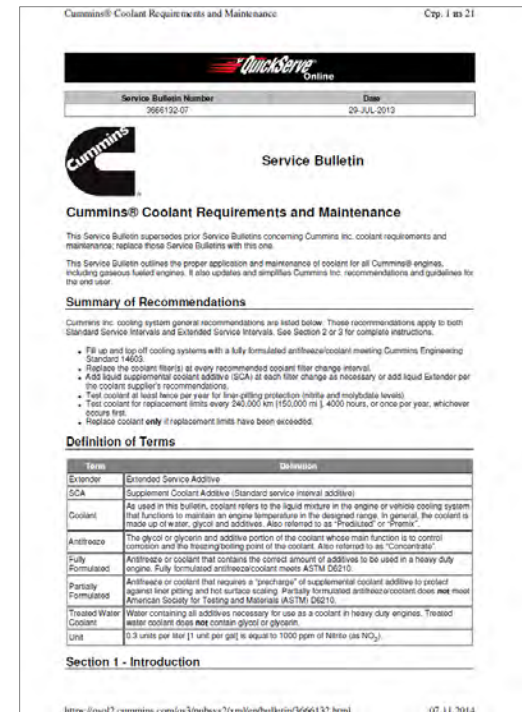 Cummins® Coolant Requirements and Maintenance Стр. 1 из 21
QuickServe
Online
Service Bulletin Number Date
3666132-07 29-JUL-2013
Cummins
Service Bulletin
Cummins® Coolant Requirements and Maintenance
This Service Bulletin supersedes prior Service Bulletins concerning Cummins Inc. coolant requirements and
maintenance; replace those Service Bulletins with this one.
This Service Bulletin outlines the proper application and maintenance of coolant for all Cummins® engines,
including gaseous fueled engines. It also updates and simplifies Cummins Inc. recommendations and guidelines for
the end user.
Summary of Recommendations
Cummins Inc. cooling system general recommendations are listed below. These recommendations apply to both
Standard Service Intervals and Extended Service Intervals. See Section 2 or 3 for complete instructions.
• Fill up and top off cooling systems with a fully formulated antifreeze/coolant meeting Cummins Engineering
Standard 14603.
• Replace the coolant filter(s) at every recommended coolant filter change interval.
• Add liquid supplemental coolant additive (SCA) at each filter change as necessary or add liquid Extender per
the coolant supplier's recommendations.
• Test coolant at least twice per year for liner-pitting protection (nitrite and molybdate levels)
• Test coolant for replacement limits every 240,000 km [150,000 mi], 4000 hours, or once per year, whichever
occurs first.
• Replace coolant only if replacement limits have been exceeded.
Definition of Terms
Term Definition
Extender Extended Service Additive
SCA Supplement Coolant Additive (Standard service interval additive)
Coolant As used in this bulletin, coolant refers to the liquid mixture in the engine or vehicle cooling system
that functions to maintain an engine temperature in the designed range. In general, the coolant is
made up of water, glycol and additives. Also referred to as "Prediluted" or "Premix".
Antifreeze The glycol or glycerin and additive portion of the coolant whose main function is to control
corrosion and the freezing/boiling point of the coolant. Also referred to as "Concentrate".
Fully Formulated Antifreeze or coolant that contains the correct amount of additives to be used in a heavy duty
engine. Fully formulated antifreeze/coolant meets ASTM D6210.
Partially Formulated Antifreeze or coolant that requires a "precharge" of supplemental coolant additive to protect
against liner pitting and hot surface scaling. Partially formulated antifreeze/coolant does not meet
American Society for Testing and Materials (ASTM) D6210.
Treated Water Coolant Water containing all additives necessary for use as a coolant in heavy duty engines. Treated
water coolant does not contain glycol or glycerin.
Unit 0.3 units per liter [1 unit per gal] is equal to 1000 ppm of Nitrite (as NO2).
Section 1 - Introduction
07.11.2014